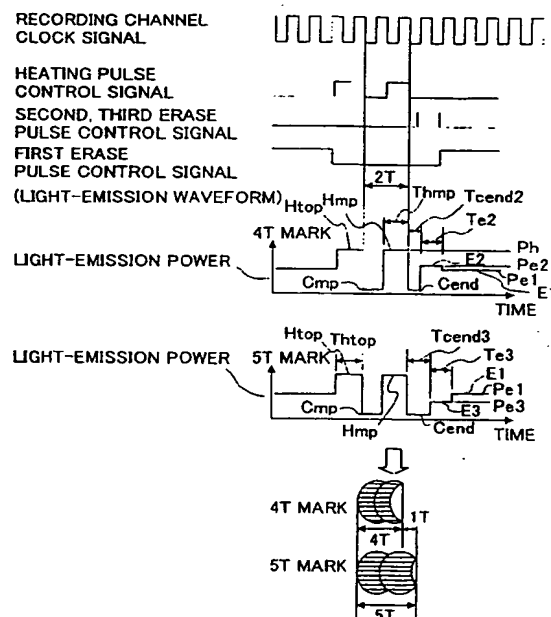 RECORDING CHANNEL
CLOCK SIGNAL
HEATING PULSE
CONTROL SIGNAL
SECOND, THIRD ERASE
PULSE CONTROL SIGNAL
FIRST ERASE
PULSE CONTROL SIGNAL
2T
(LIGHT-EMISSION WAVEFORM)
Hmp
Thmp
Tcend2
Htop
Te2
4T MARK
Ph
LIGHT-EMISSION POWER
E2
Pe2
Pe1
E1
Cmp
Cend
TIME
Htop
Thtop
Tcend3
5T MARK
Te3
LIGHT-EMISSION POWER
E1
Pe1
Pe3
Cmp
E3
Hmp
Cend
TIME
4T MARK
1T
4T
5T MARK
5T